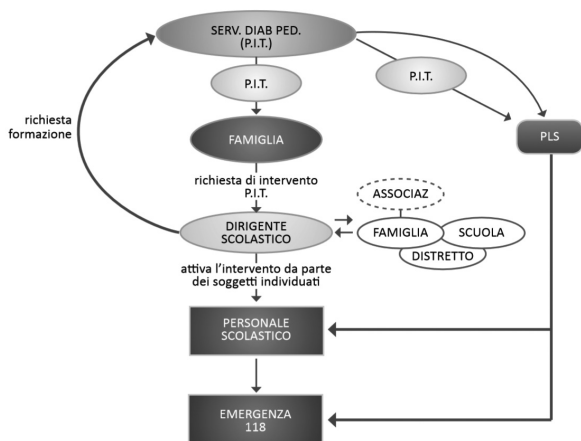 SERV. DIAB PED.
(P.I.T.)
P.I.T.
P.I.T.
richiesta
formazione
FAMIGLIA
PLS
richiesta di intervento
P.I.T.
ASSOCIAZ
DIRIGENTE
SCOLASTICO
FAMIGLIA
SCUOLA
DISTRETTO
attiva l'intervento da parte
dei soggetti individuati
PERSONALE
SCOLASTICO
EMERGENZA
118